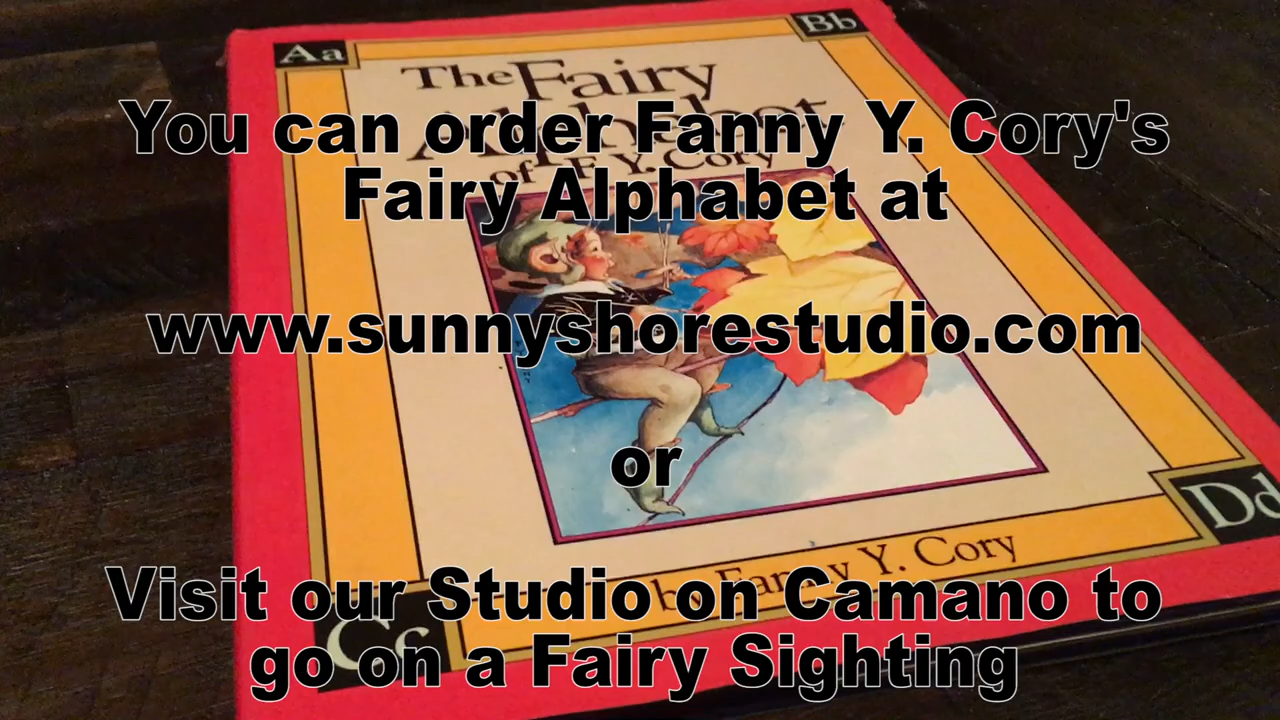 Aa
Bb
The Fairy
Alphabet
of F. Y. Cory
You can order Fanny Y. Cory's
Fairy Alphabet at
www.sunnyshorestudio.com
or
by Fanny Y. Cory
Dd
Visit our Studio on Camano to
go on a Fairy Sighting
Cc